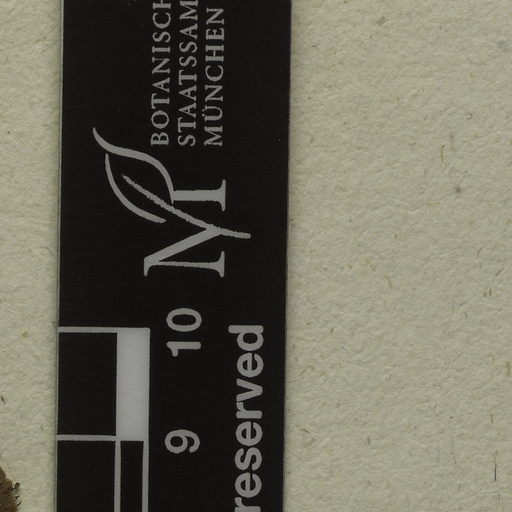 BOTANISCH
STAATSSAM
MÜNCHEN
M
9 10
reserved